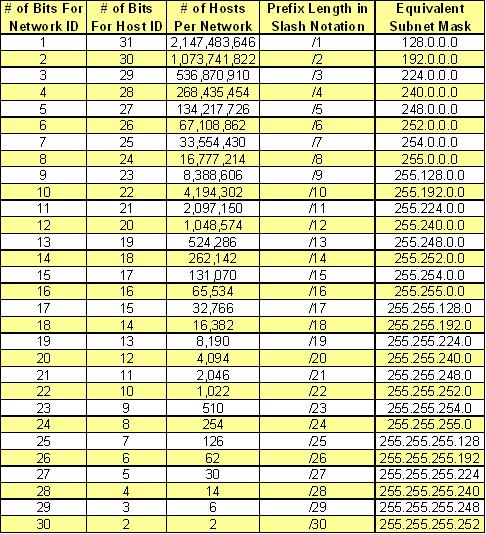 # of Bits For Network ID # of Bits For Host ID # of Hosts Per Network Prefix Length in Slash Notation Equivalent Subnet Mask
1 31 2,147,483,646 /1 128.0.0.0
2 30 1,073,741,822 /2 192.0.0.0
3 29 536,870,910 /3 224.0.0.0
4 28 268,435,454 /4 240.0.0.0
5 27 134,217,726 /5 248.0.0.0
6 26 67,108,862 /6 252.0.0.0
7 25 33,554,430 /7 254.0.0.0
8 24 16,777,214 /8 255.0.0.0
9 23 8,388,606 /9 255.128.0.0
10 22 4,194,302 /10 255.192.0.0
11 21 2,097,150 /11 255.224.0.0
12 20 1,048,574 /12 255.240.0.0
13 19 524,286 /13 255.248.0.0
14 18 262,142 /14 255.252.0.0
15 17 131,070 /15 255.254.0.0
16 16 65,534 /16 255.255.0.0
17 15 32,766 /17 255.255.128.0
18 14 16,382 /18 255.255.192.0
19 13 8,190 /19 255.255.224.0
20 12 4,094 /20 255.255.240.0
21 11 2,046 /21 255.255.248.0
22 10 1,022 /22 255.255.252.0
23 9 510 /23 255.255.254.0
24 8 254 /24 255.255.255.0
25 7 126 /25 255.255.255.128
26 6 62 /26 255.255.255.192
27 5 30 /27 255.255.255.224
28 4 14 /28 255.255.255.240
29 3 6 /29 255.255.255.248
30 2 2 /30 255.255.255.252